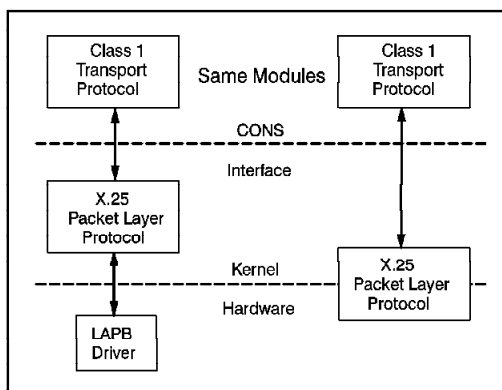 Class 1
Transport
Protocol
Same Modules
Class 1
Transport
Protocol
CONS
Interface
X.25
Packet Layer
Protocol
Kernel
X.25
Packet Layer
Protocol
Hardware
LAPB
Driver